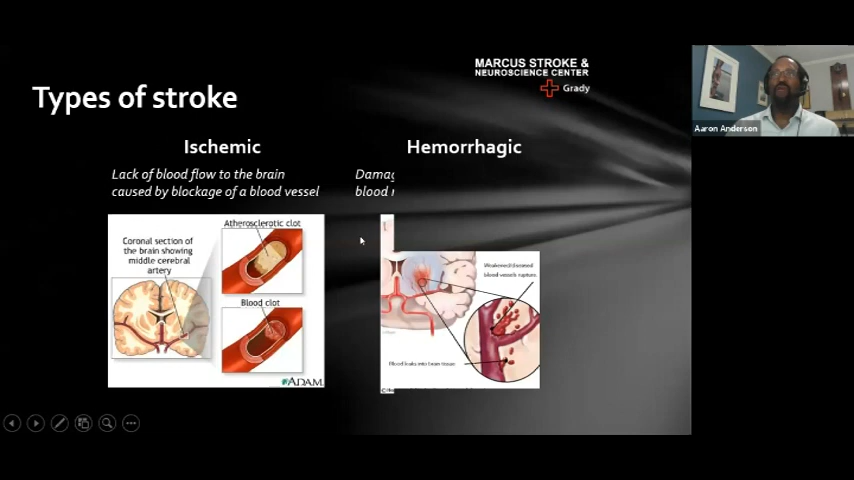 MARCUS STROKE &
NEUROSCIENCE CENTER
Grady
Types of stroke
Aaron Anderson
Ischemic
Lack of blood flow to the brain
caused by blockage of a blood vessel
Coronal section of
the brain showing
middle cerebral
artery
Atherosclerotic clot
Blood clot
ADAM
Hemorrhagic
Damag
blood
Weakened/diseased
blood vessels rupture
Blood leaks into brain tissue